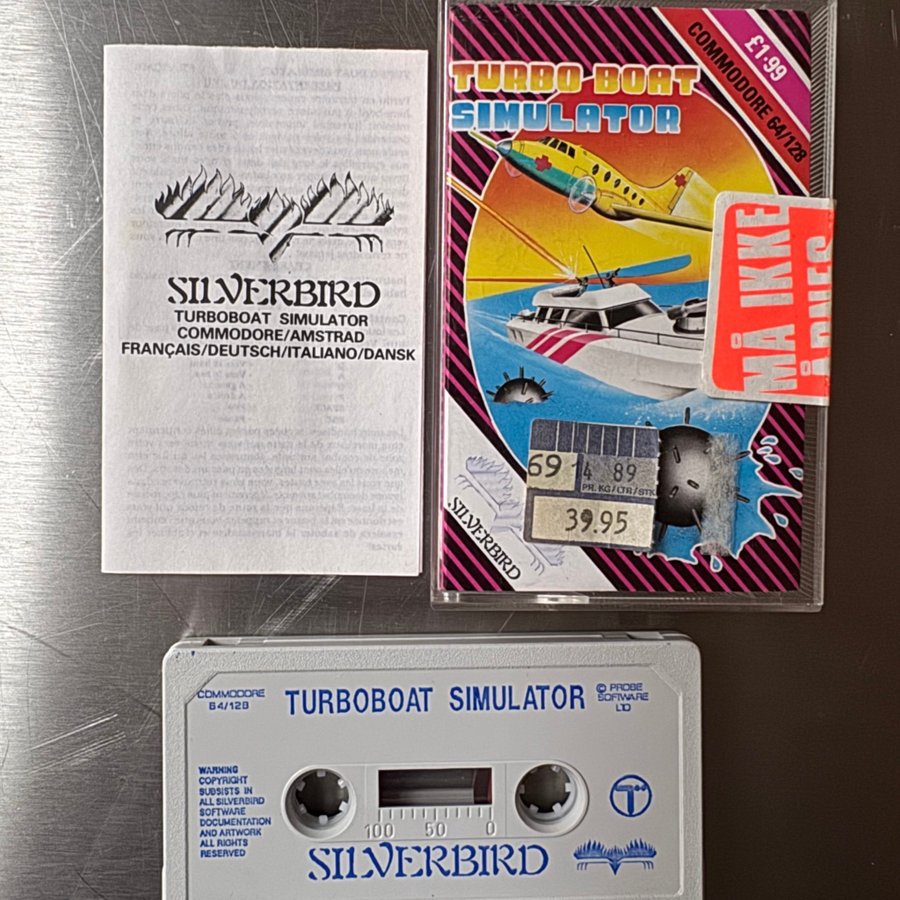 SILVERBIRD
TURBOBOAT SIMULATOR
COMMODORE/AMSTRAD
FRANÇAIS/DEUTSCH/ITALIANO/DANSK
TURBO-BOAT
SIMULATOR
£1.99
COMMODORE 64/128
MÅ IKKE
69 14 89
PR. KG/LTR/STK
39.95
SILVERBIRD
COMMODORE
64/128
TURBOBOAT SIMULATOR
© PROBE
SOFTWARE
LTD
WARNING
COPYRIGHT
SUBSISTS IN
ALL SILVERBIRD
SOFTWARE
DOCUMENTATION
AND ARTWORK
ALL RIGHTS
RESERVED
100 50 0
SILVERBIRD